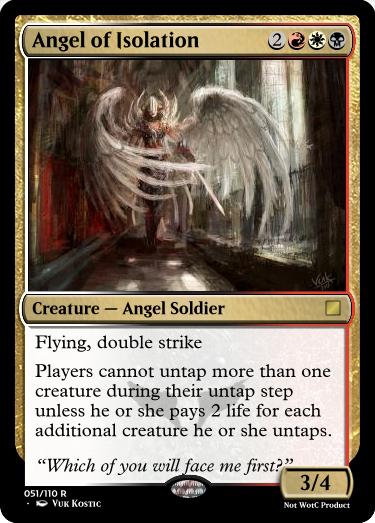 Angel of Isolation 2
Creature — Angel Soldier
Flying, double strike
Players cannot untap more than one
creature during their untap step
unless he or she pays 2 life for each
additional creature he or she untaps.
“Which of you will face me first?”
3/4
051/110 R
Vuk Kostic
Not WotC Product